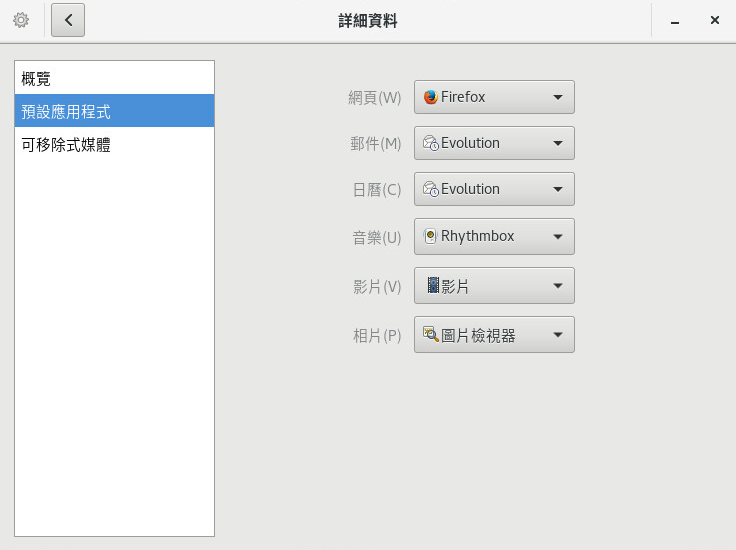 詳細資料
概覽
預設應用程式
可移除式媒體
網頁(W) Firefox
郵件(M) Evolution
日曆(C) Evolution
音樂(U) Rhythmbox
影片(V) 影片
相片(P) 圖片檢視器